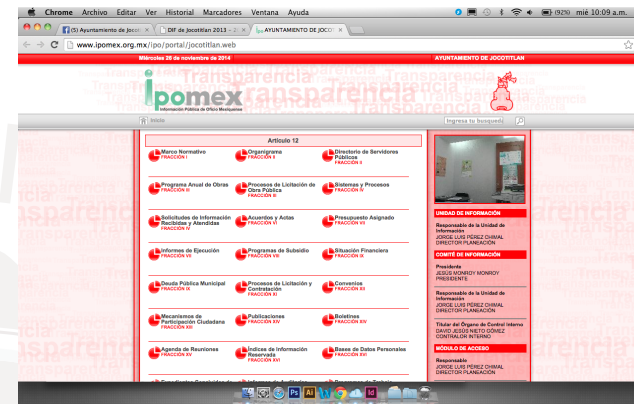 Chrome Archivo Editar Ver Historial Marcadores Ventana Ayuda
(92%) mié 10:09 a.m.
(5) Ayuntamiento de Jocot
DIF de Jocotitlan 2013 - 2
AYUNTAMIENTO DE JOCOT
www.ipomex.org.mx/ipo/portal/jocotitlan.web
Miércoles 26 de noviembre de 2014
AYUNTAMIENTO DE JOCOTITLAN
Transparencia
ipomex
Información Pública de Oficio Mexiquense
Inicio
Ingresa tu busqueda
Artículo 12
Marco Normativo
FRACCIÓN I
Organigrama
FRACCIÓN II
Directorio de Servidores
Públicos
FRACCIÓN II
Programa Anual de Obras
FRACCIÓN III
Procesos de Licitación de
Obra Pública
FRACCIÓN III
Sistemas y Procesos
FRACCIÓN IV
Solicitudes de Información
Recibidas y Atendidas
FRACCIÓN IV
Acuerdos y Actas
FRACCIÓN VI
Presupuesto Asignado
FRACCIÓN VII
Informes de Ejecución
FRACCIÓN VII
Programas de Subsidio
FRACCIÓN VIII
Situación Financiera
FRACCIÓN IX
Deuda Pública Municipal
FRACCIÓN IX
Procesos de Licitación y
Contratación
FRACCIÓN XI
Convenios
FRACCIÓN XII
Mecanismos de
Participación Ciudadana
FRACCIÓN XIII
Publicaciones
FRACCIÓN XIV
Boletines
FRACCIÓN XIV
Agenda de Reuniones
FRACCIÓN XV
Índices de Información
Reservada
FRACCIÓN XVI
Bases de Datos Personales
FRACCIÓN XVI
UNIDAD DE INFORMACIÓN
Responsable de la Unidad de
Información
JORGE LUIS PÉREZ CHIMAL
DIRECTOR PLANEACIÓN
COMITÉ DE INFORMACIÓN
Presidente
JESÚS MONROY MONROY
PRESIDENTE
Responsable de la Unidad de
Información
JORGE LUIS PÉREZ CHIMAL
DIRECTOR PLANEACIÓN
Titular del Órgano de Control Interno
DAVID JESÚS NIETO GÓMEZ
CONTRALOR INTERNO
MÓDULO DE ACCESO
Responsable
JORGE LUIS PÉREZ CHIMAL
DIRECTOR PLANEACIÓN
Ps
Ai
Id